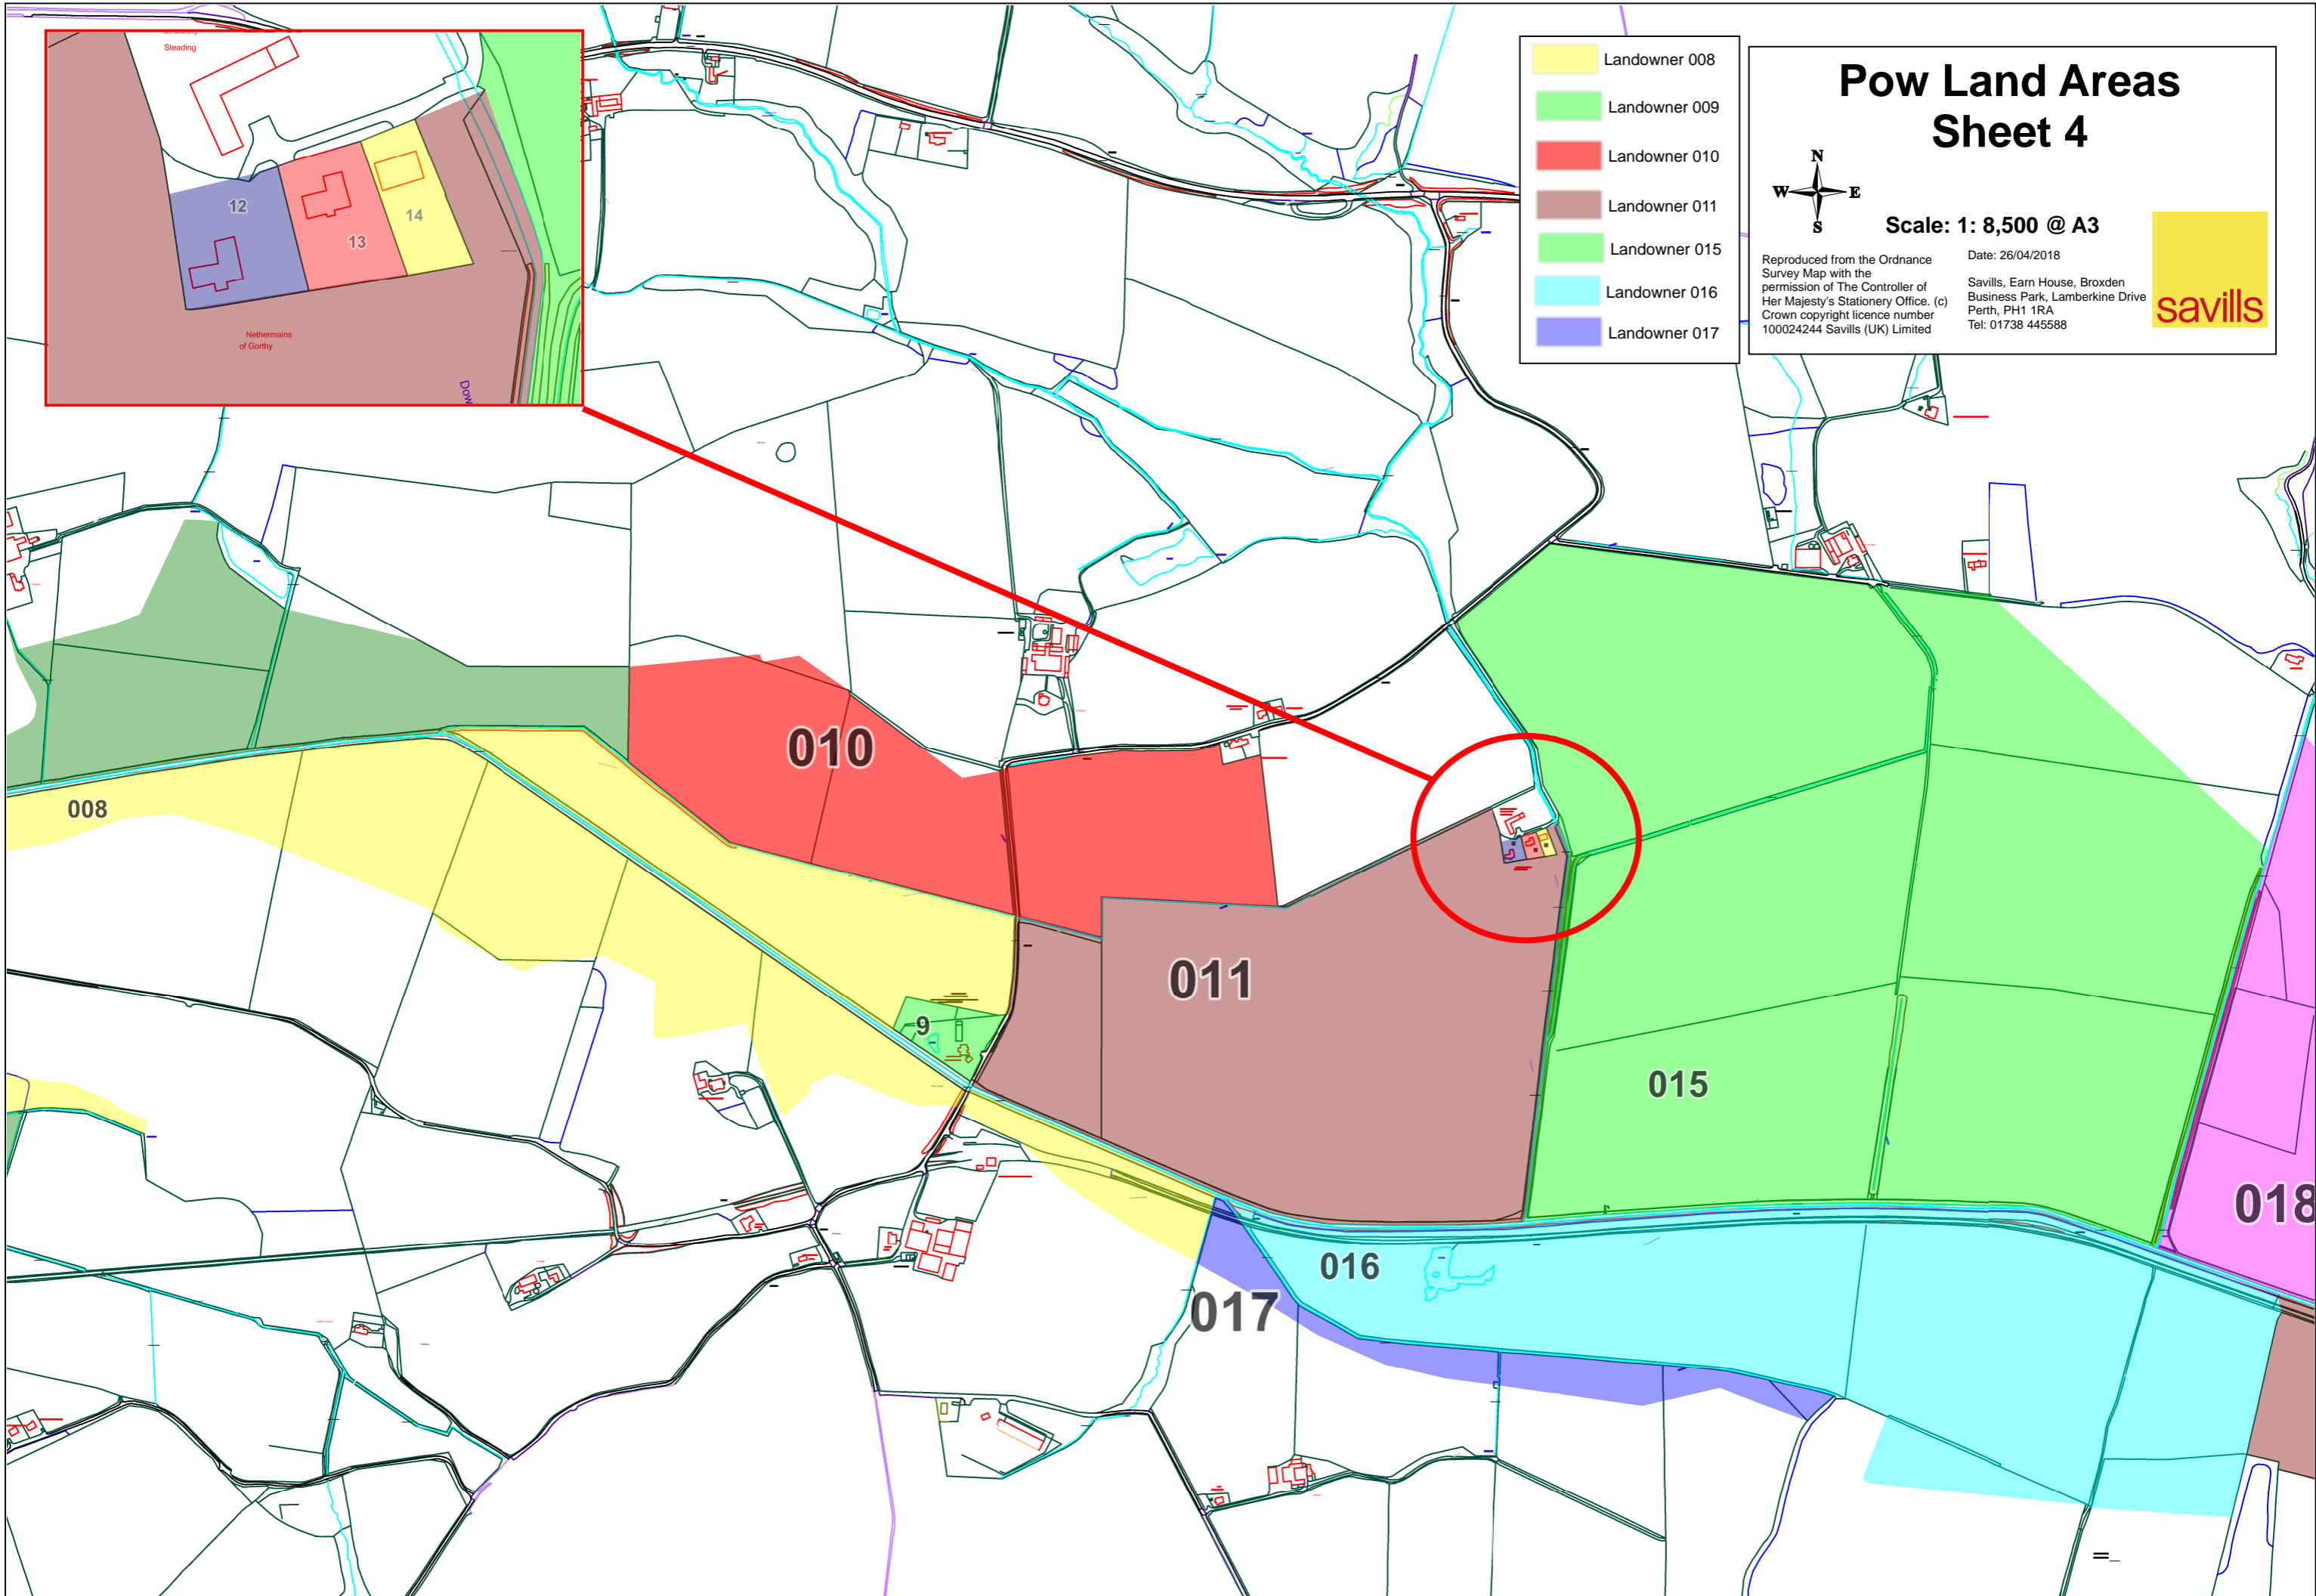 Steading
12
13
14
Nethermains
of Gorthy
Dow
Landowner 008
Landowner 009
Landowner 010
Landowner 011
Landowner 015
Landowner 016
Landowner 017
Pow Land Areas
Sheet 4
N
W E
S
Scale: 1: 8,500 @ A3
Reproduced from the Ordnance
Survey Map with the
permission of The Controller of
Her Majesty's Stationery Office. (c)
Crown copyright licence number
100024244 Savills (UK) Limited
Date: 26/04/2018
Savills, Earn House, Broxden
Business Park, Lamberkine Drive
Perth, PH1 1RA
Tel: 01738 445588
savills
010
008
011
9
015
018
016
017